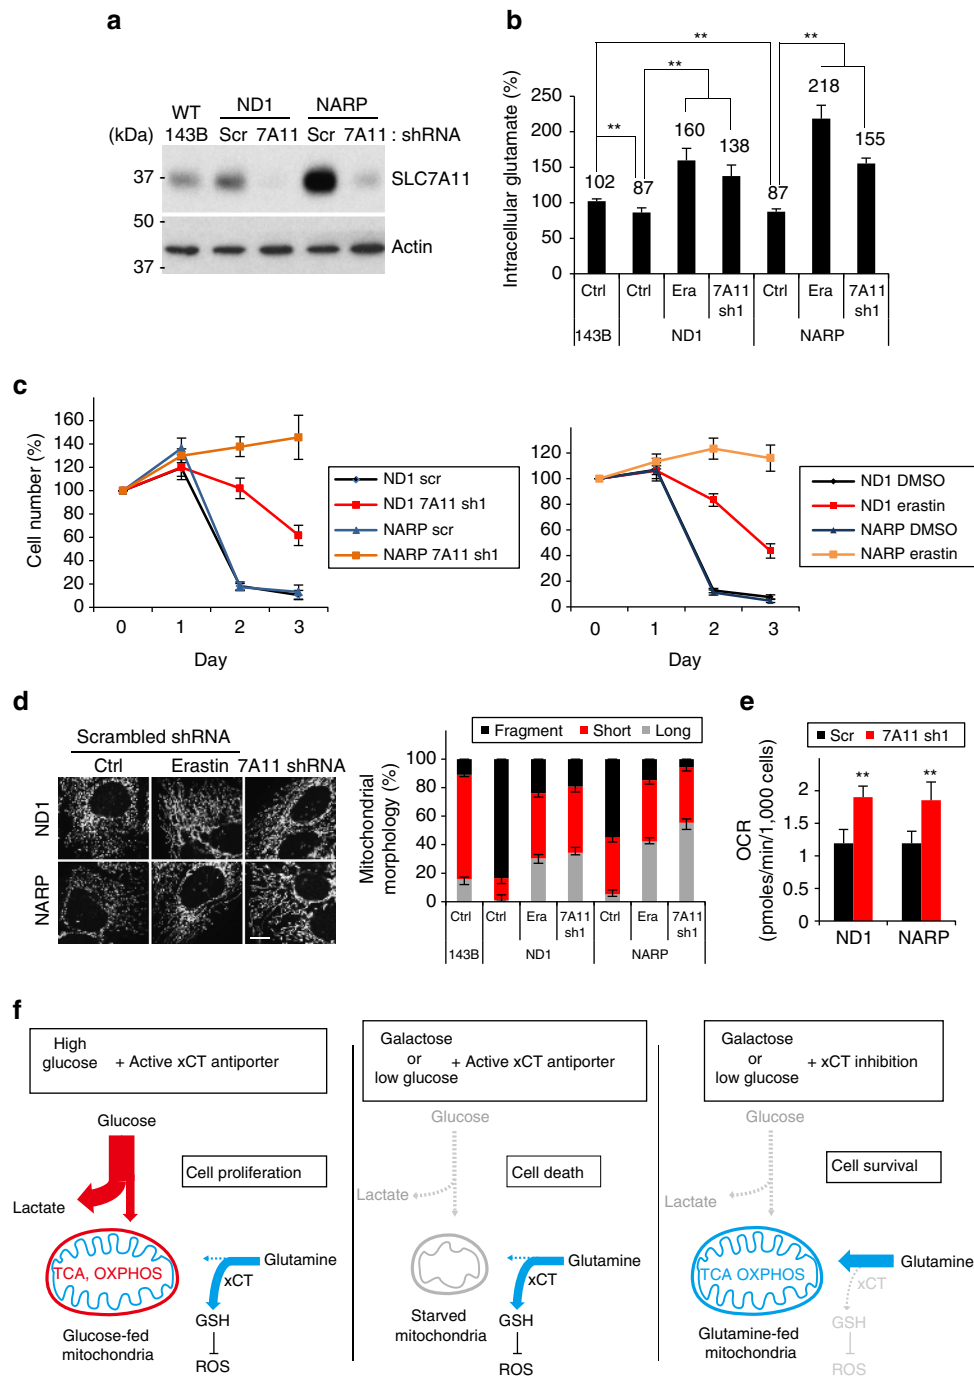 a
WT
143B
ND1
NARP
(kDa)
Scr 7A11
Scr 7A11 : shRNA
37
SLC7A11
50
Actin
37
b
Intracellular glutamate (%)
250
200
150
100
50
0
102
87
160
138
87
218
155
**
**
**
**
Ctrl
Ctrl
Era
7A11 sh1
Ctrl
Era
7A11 sh1
143B
ND1
NARP
c
Cell number (%)
160
140
120
100
80
60
40
20
0
0 1 2 3
Day
ND1 scr
ND1 7A11 sh1
NARP scr
NARP 7A11 sh1
120
100
80
60
40
20
0
0 1 2 3
Day
ND1 DMSO
ND1 erastin
NARP DMSO
NARP erastin
d
Scrambled shRNA
Ctrl Erastin 7A11 shRNA
ND1
NARP
Fragment Short Long
Mitochondrial morphology (%)
100
80
60
40
20
0
Ctrl
Ctrl
Era
7A11 sh1
Ctrl
Era
7A11 sh1
143B
ND1
NARP
e
Scr 7A11 sh1
OCR (pmoles/min/1,000 cells)
2
1.5
1
0.5
0
**
**
ND1 NARP
f
High glucose + Active xCT antiporter
Glucose
Cell proliferation
Lactate
TCA, OXPHOS
Glutamine
xCT
GSH
ROS
Glucose-fed mitochondria
Galactose or low glucose + Active xCT antiporter
Glucose
Cell death
Lactate
Glutamine
xCT
GSH
ROS
Starved mitochondria
Galactose or low glucose + xCT inhibition
Glucose
Cell survival
Lactate
TCA OXPHOS
Glutamine
xCT
GSH
ROS
Glutamine-fed mitochondria